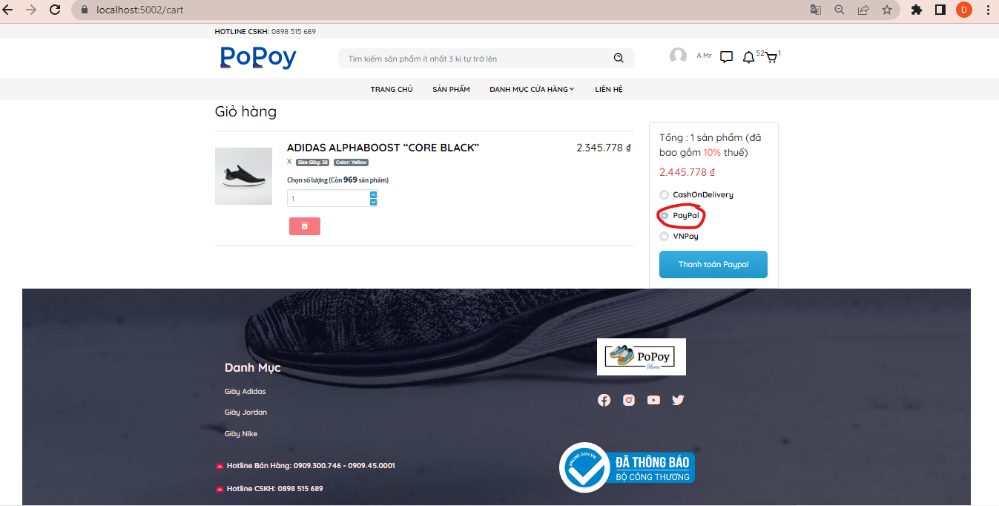 localhost:5002/cart
D
HOTLINE CSKH: 0898 515 689
PoPoy
Tìm kiếm sản phẩm ít nhất 3 kí tự trở lên
A Mr
52
1
TRANG CHỦ
SẢN PHẨM
DANH MỤC CỬA HÀNG
LIÊN HỆ
Giỏ hàng
ADIDAS ALPHABOOST “CORE BLACK”
2.345.778 ₫
X Size Giày: 38 Color: Yellow
Chọn số lượng (Còn 969 sản phẩm)
1
Tổng : 1 sản phẩm (đã
bao gồm 10% thuế)
2.445.778 ₫
CashOnDelivery
PayPal
VNPay
Thanh toán Paypal
Danh Mục
Giày Adidas
Giày Jordan
Giày Nike
Hotline Bán Hàng: 0909.300.746 - 0909.45.0001
Hotline CSKH: 0898 515 689
PoPoy
Shoes
ONLINE.GOV.VN
ĐÃ THÔNG BÁO
BỘ CÔNG THƯƠNG